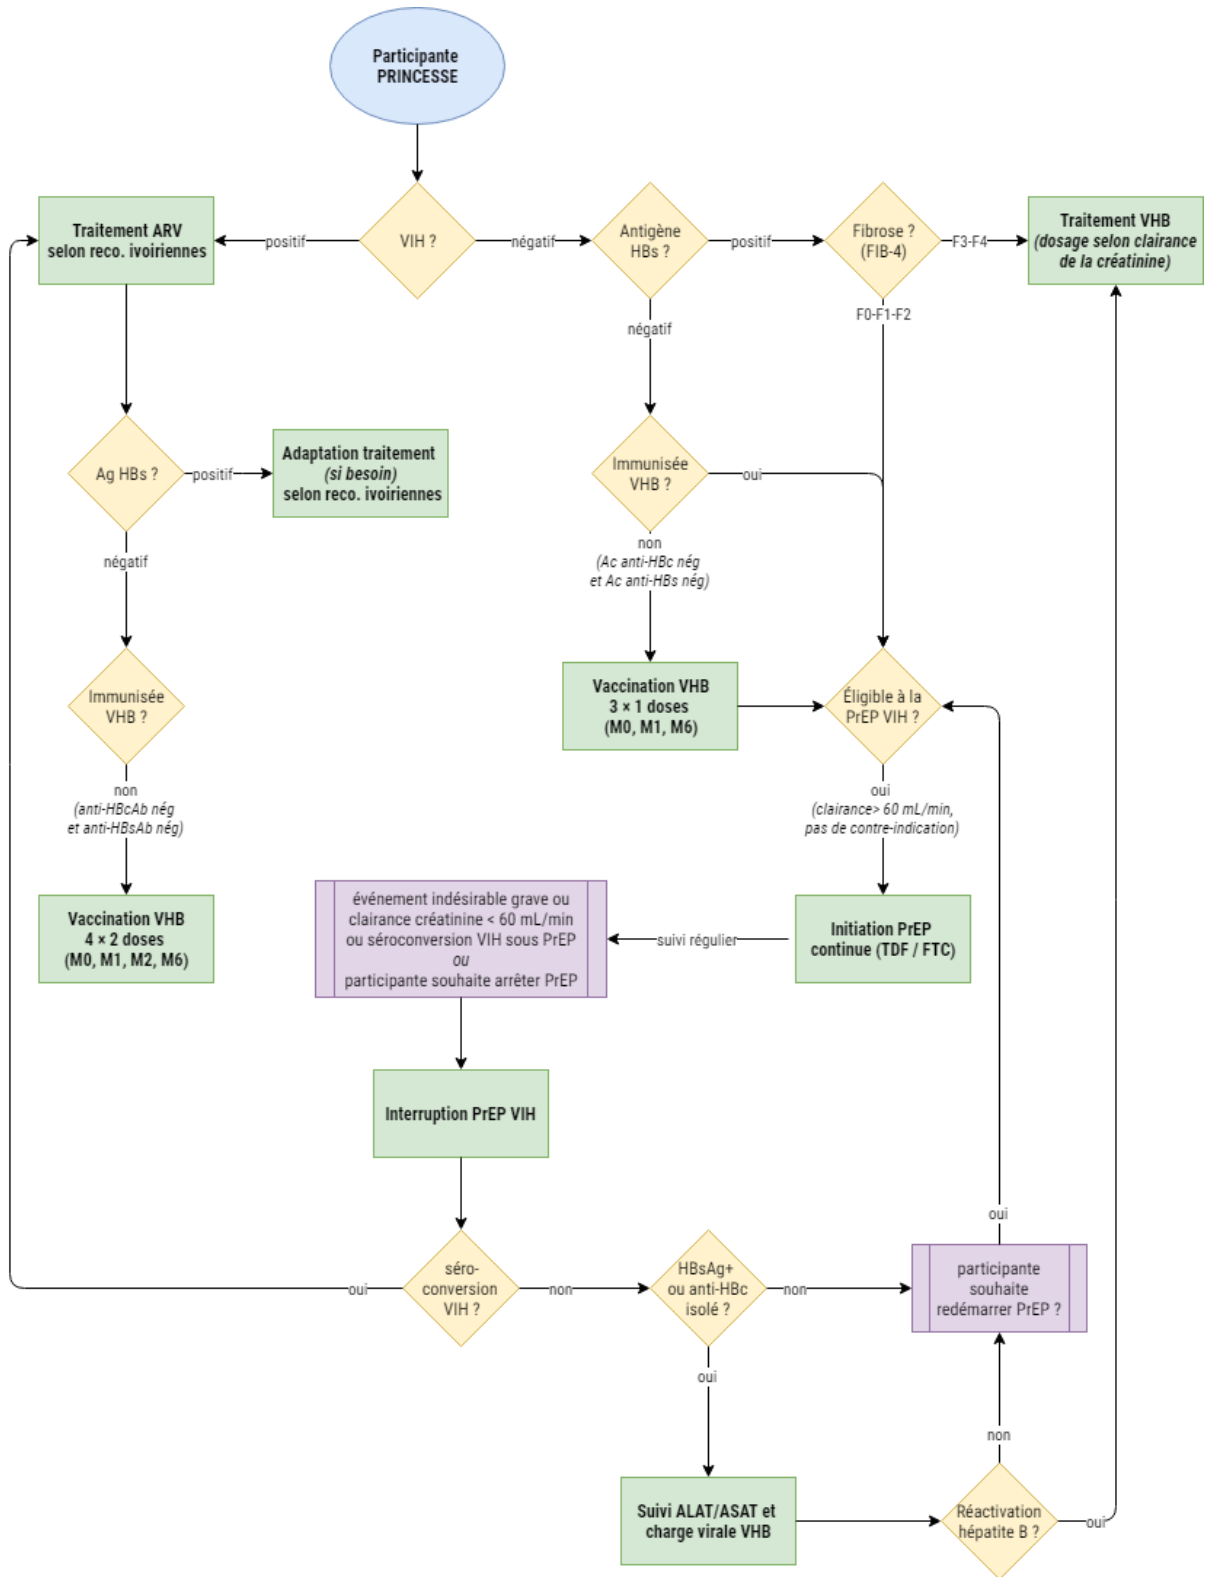 Participante
PRINCESSE
Traitement ARV
selon reco. ivoiriennes
positif
VIH ?
négatif
Antigène
HBs ?
positif
Fibrose ?
(FIB-4)
F3-F4
Traitement VHB
(dosage selon clairance
de la créatinine)
négatif
F0-F1-F2
Ag HBs ?
positif
Adaptation traitement
(si besoin)
selon reco. ivoiriennes
Immunisée
VHB ?
oui
négatif
non
(Ac anti-HBc nég
et Ac anti-HBs nég)
Immunisée
VHB ?
Vaccination VHB
3 × 1 doses
(M0, M1, M6)
Éligible à la
PrEP VIH ?
non
(anti-HBcAb nég
et anti-HBsAb nég)
oui
(clairance> 60 mL/min,
pas de contre-indication)
Vaccination VHB
4 × 2 doses
(M0, M1, M2, M6)
événement indésirable grave ou
clairance créatinine < 60 mL/min
ou séroconversion VIH sous PrEP
ou
participante souhaite arrêter PrEP
suivi régulier
Initiation PrEP
continue (TDF / FTC)
Interruption PrEP VIH
oui
oui
séro-
conversion
VIH ?
non
HBsAg+
ou anti-HBc
isolé ?
non
participante
souhaite
redémarrer PrEP ?
oui
non
Suivi ALAT/ASAT et
charge virale VHB
Réactivation
hépatite B ?
oui